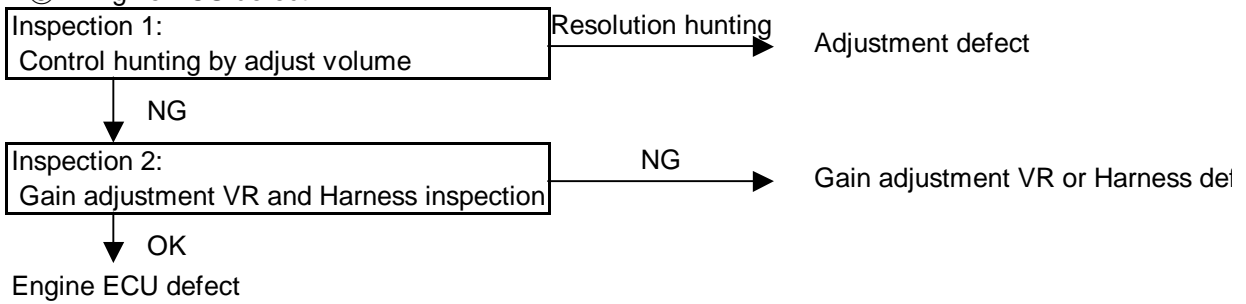 Inspection 1:
Control hunting by adjust volume
Resolution hunting
Adjustment defect
NG
Inspection 2:
Gain adjustment VR and Harness inspection
NG
Gain adjustment VR or Harness
OK
Engine ECU defect